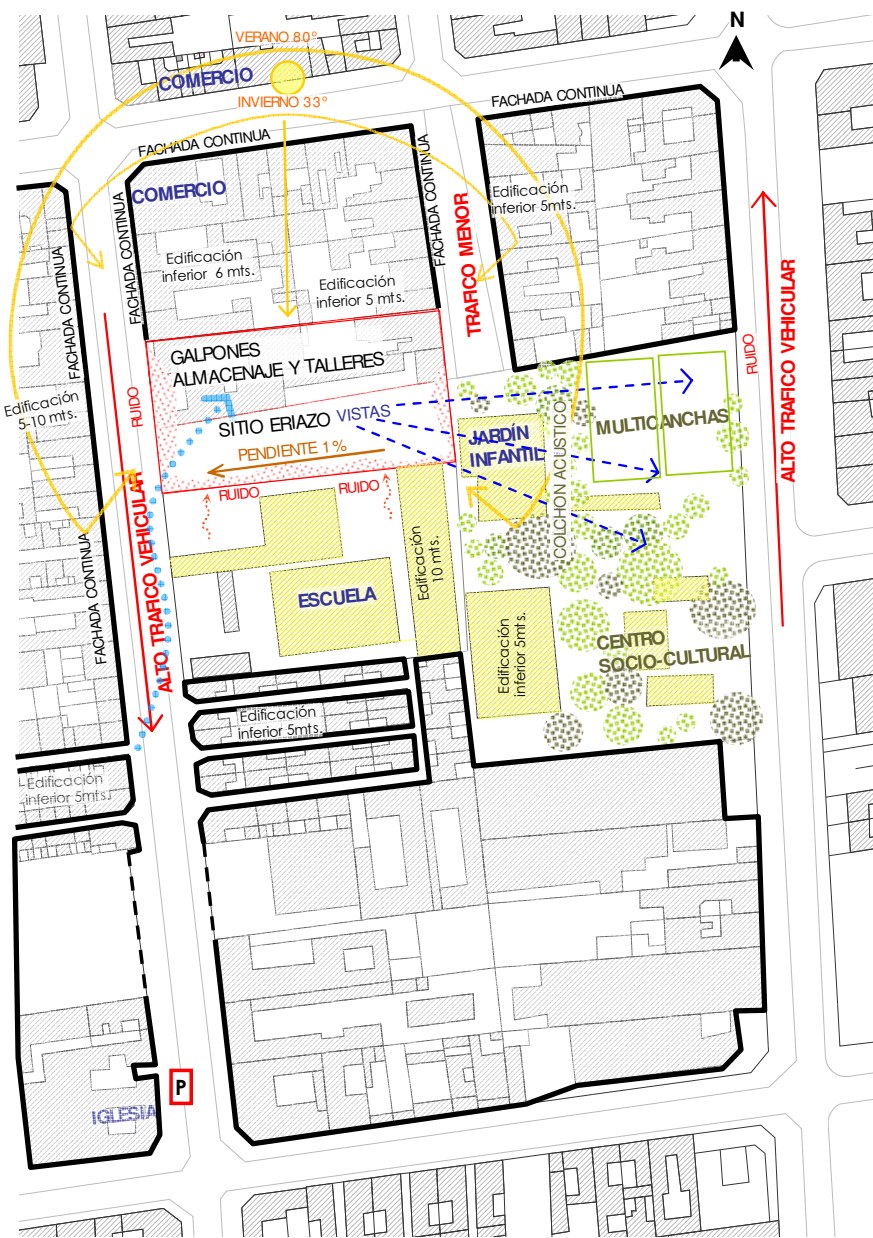 N
VERANO 80°
COMERCIO
INVIERNO 33°
FACHADA CONTINUA
FACHADA CONTINUA
COMERCIO
FACHADA CONTINUA
FACHADA CONTINUA
FACHADA CONTINUA
Edificación
inferior 5mts.
TRAFICO MENOR
Edificación
inferior 6 mts.
Edificación
inferior 5 mts.
ALTO TRAFICO VEHICULAR
RUIDO
GALPONES
ALMACENAJE Y TALLERES
RUIDO
Edificación
5-10 mts.
SITIO ERIAZO
VISTAS
PENDIENTE 1%
JARDÍN
INFANTIL
COLCHON ACUSTICO
MULTICANCHAS
RUIDO
RUIDO
FACHADA CONTINUA
ALTO TRAFICO VEHICULAR
Edificación
10 mts.
ESCUELA
Edificación
inferior 5mts.
CENTRO
SOCIO-CULTURAL
Edificación
inferior 5mts.
Edificación
inferior 5mts.
P
IGLESIA